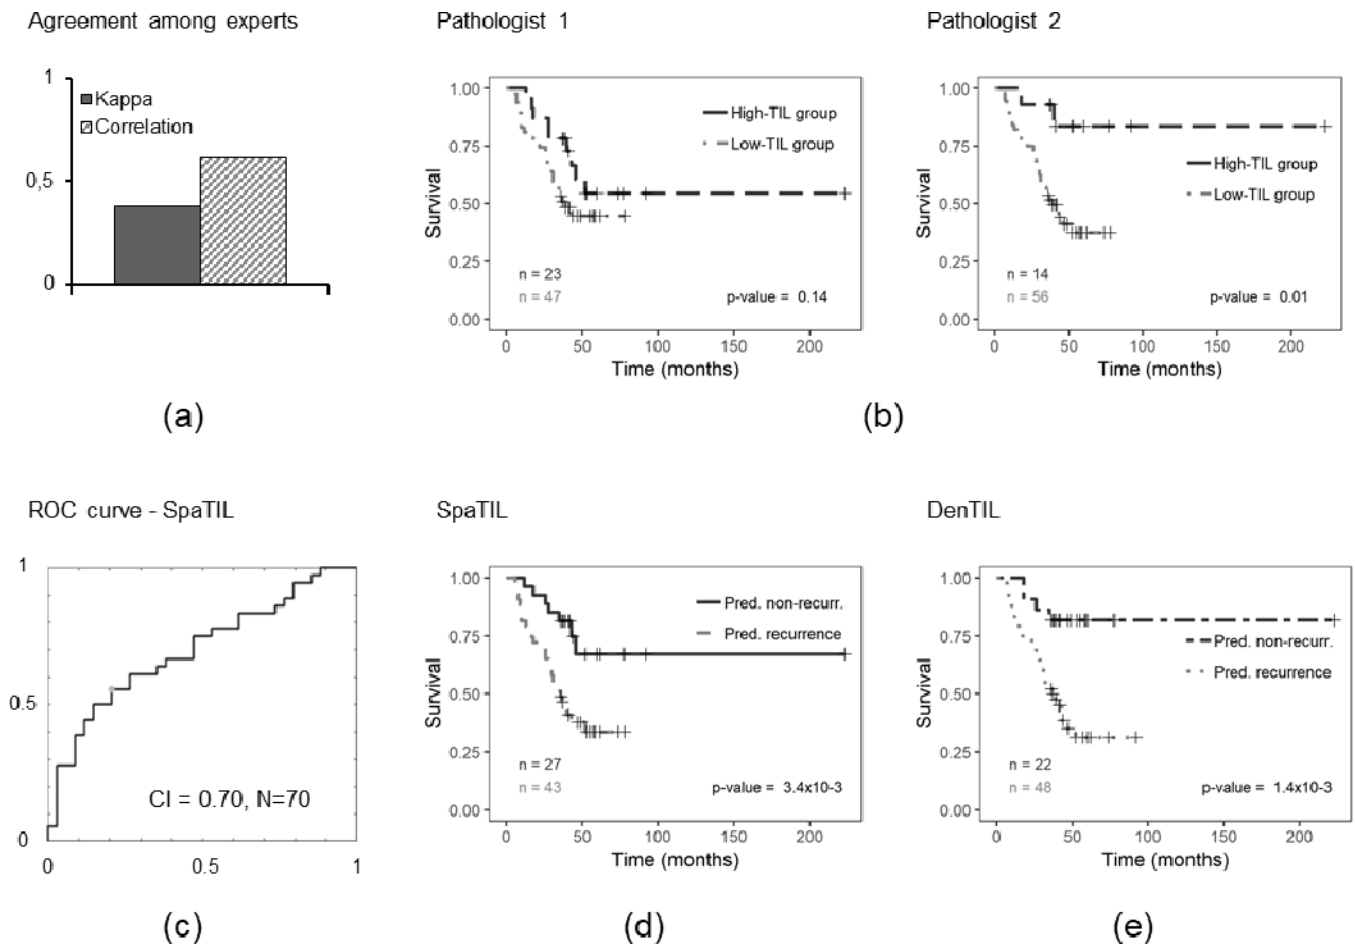 Agreement among experts
1
Kappa
Correlation
0,5
0
(a)
Pathologist 1
1.00
0.75
0.50
0.25
0.00
Survival
High-TIL group
Low-TIL group
n = 23
n = 47
p-value = 0.14
0 50 100 150 200
Time (months)
Pathologist 2
1.00
0.75
0.50
0.25
0.00
Survival
High-TIL group
Low-TIL group
n = 14
n = 56
p-value = 0.01
0 50 100 150 200
Time (months)
(b)
ROC curve - SpaTIL
1
0.5
0
CI = 0.70, N=70
0.5 1
(c)
SpaTIL
1.00
0.75
0.50
0.25
0.00
Survival
Pred. non-recurr.
Pred. recurrence
n = 27
n = 43
p-value = 3.4x10-3
0 50 100 150 200
Time (months)
(d)
DenTIL
1.00
0.75
0.50
0.25
0.00
Survival
Pred. non-recurr.
Pred. recurrence
n = 22
n = 48
p-value = 1.4x10-3
0 50 100 150 200
Time (months)
(e)